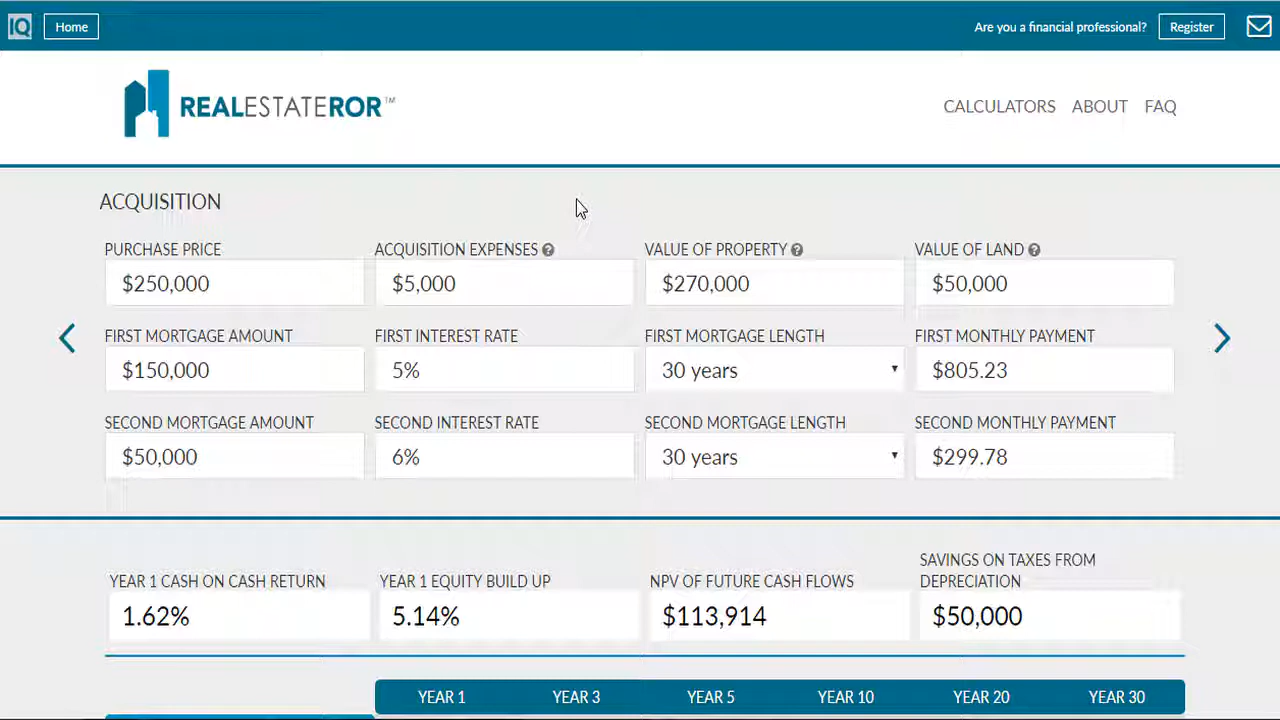 IQ Home Are you a financial professional? Register
REALESTATEROR™ CALCULATORS ABOUT FAQ
ACQUISITION
PURCHASE PRICE ACQUISITION EXPENSES ? VALUE OF PROPERTY ? VALUE OF LAND ?
$250,000 $5,000 $270,000 $50,000
FIRST MORTGAGE AMOUNT FIRST INTEREST RATE FIRST MORTGAGE LENGTH FIRST MONTHLY PAYMENT
$150,000 5% 30 years $805.23
SECOND MORTGAGE AMOUNT SECOND INTEREST RATE SECOND MORTGAGE LENGTH SECOND MONTHLY PAYMENT
$50,000 6% 30 years $299.78
YEAR 1 CASH ON CASH RETURN YEAR 1 EQUITY BUILD UP NPV OF FUTURE CASH FLOWS SAVINGS ON TAXES FROM
DEPRECIATION
1.62% 5.14% $113,914 $50,000
YEAR 1 YEAR 3 YEAR 5 YEAR 10 YEAR 20 YEAR 30